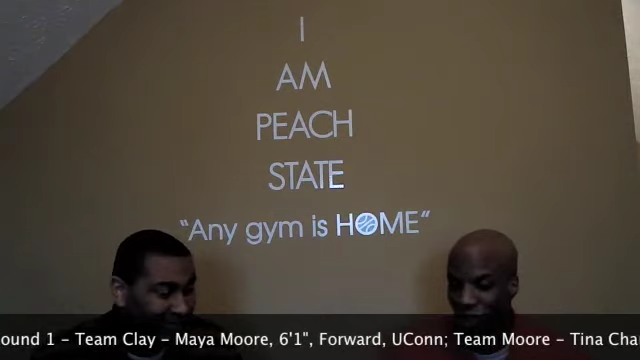 I
AM
PEACH
STATE
"Any gym is HOME"
ound 1 - Team Clay - Maya Moore, 6'1", Forward, UConn; Team Moore - Tina Cha